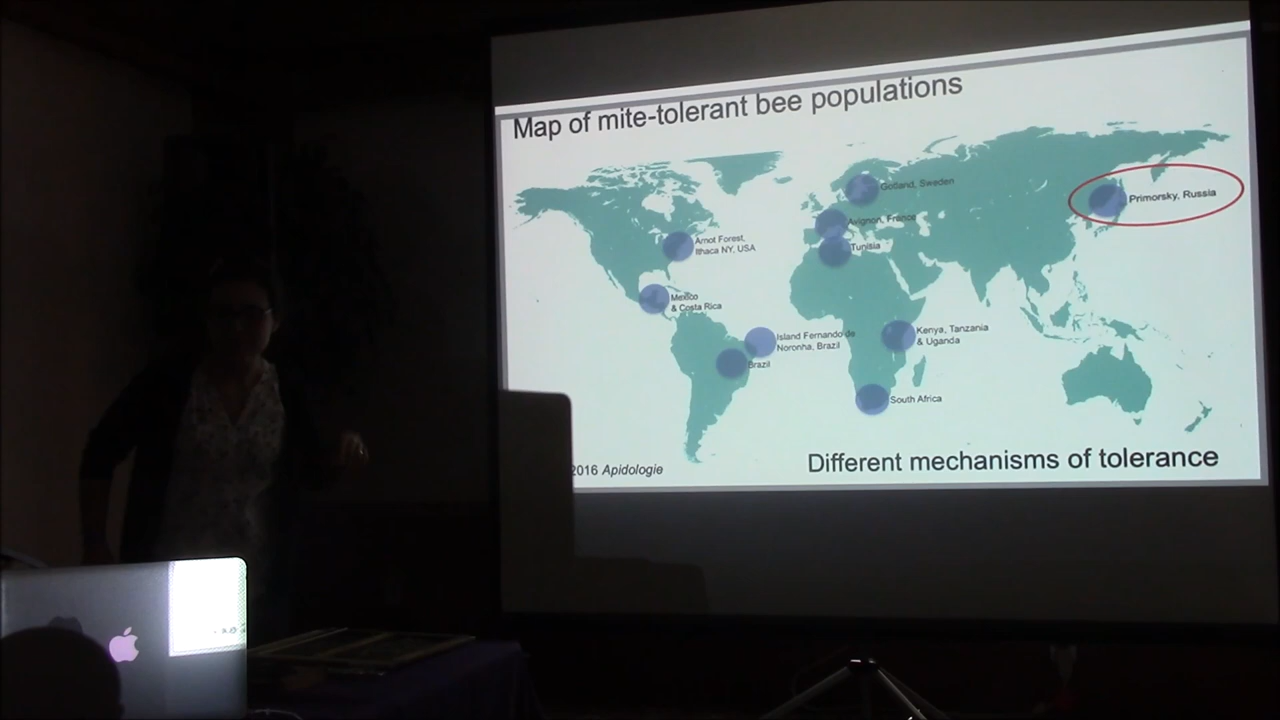 Map of mite-tolerant bee populations
Gotland, Sweden
Primorsky, Russia
Avignon, France
Arnot Forest,
Ithaca NY, USA
Tunisia
Mexico
& Costa Rica
Island Fernando de
Noronha, Brazil
Kenya, Tanzania
& Uganda
Brazil
South Africa
2016 Apidologie
Different mechanisms of tolerance